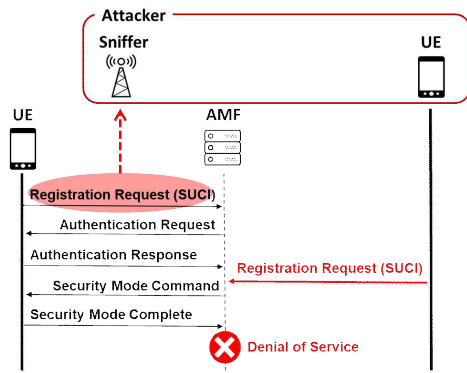 Attacker
Sniffer
UE
UE
AMF
Registration Request (SUCI)
Authentication Request
Authentication Response
Registration Request (SUCI)
Security Mode Command
Security Mode Complete
Denial of Service